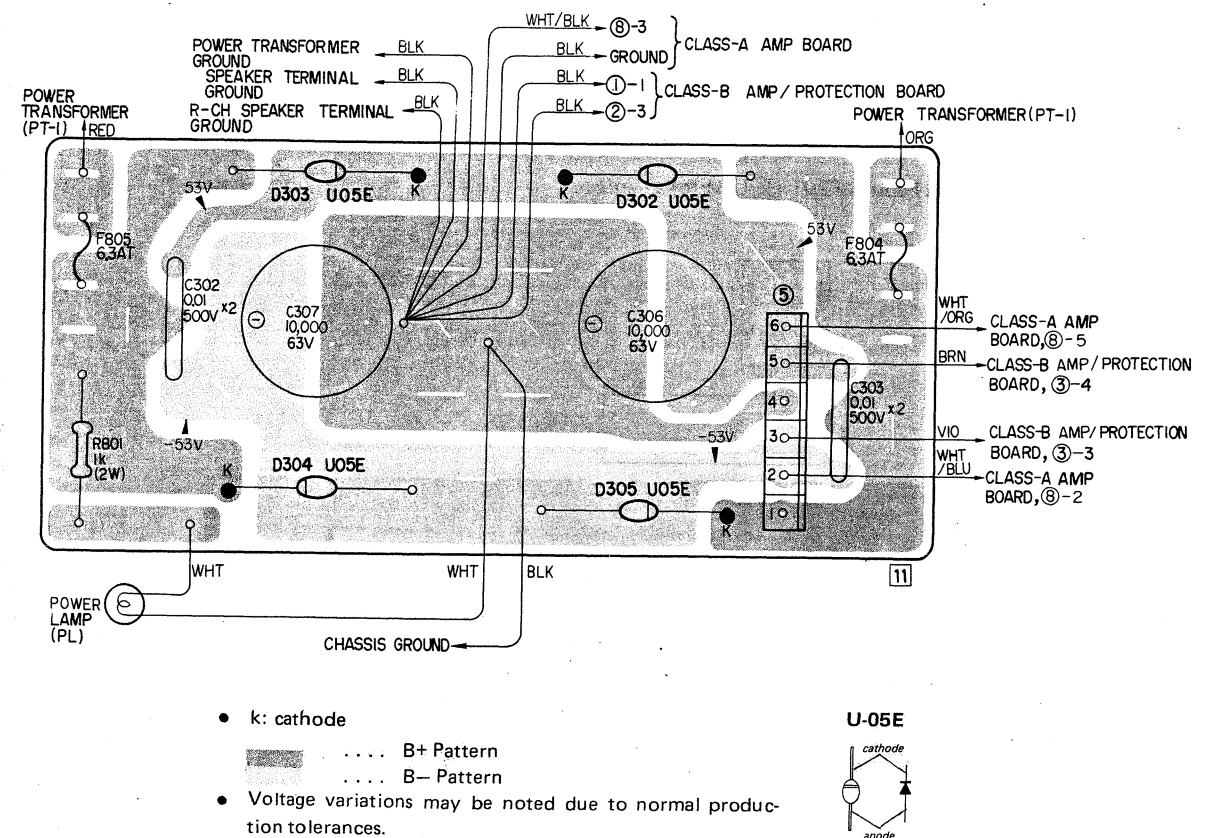 WHT/BLK ⑧-3
BLK GROUND
CLASS-A AMP BOARD
BLK ①-1
BLK ②-3
CLASS-B AMP/PROTECTION BOARD
POWER TRANSFORMER
GROUND
BLK
SPEAKER TERMINAL
GROUND
BLK
R-CH SPEAKER TERMINAL
GROUND
BLK
POWER
TRANSFORMER
(PT-1)
RED
POWER TRANSFORMER(PT-1)
ORG
53V
D303 U05E
K
K
D302 U05E
53V
F805
6.3AT
F804
6.3AT
C302
0.01
500V x2
C307
10,000
63V
C306
10,000
63V
⑤
6
5
4
3
2
1
C303
0.01
500V x2
WHT
/ORG
CLASS-A AMP
BOARD,⑧-5
BRN
CLASS-B AMP/PROTECTION
BOARD, ③-4
VIO
CLASS-B AMP/PROTECTION
BOARD, ③-3
WHT
/BLU
CLASS-A AMP
BOARD,⑧-2
-53V
-53V
R801
1k
(2W)
K
D304 U05E
D305 U05E
K
11
WHT
WHT
BLK
POWER
LAMP
(PL)
CHASSIS GROUND
● k: cathode
.... B+ Pattern
.... B− Pattern
● Voltage variations may be noted due to normal produc-
tion tolerances.
U-05E
cathode
anode